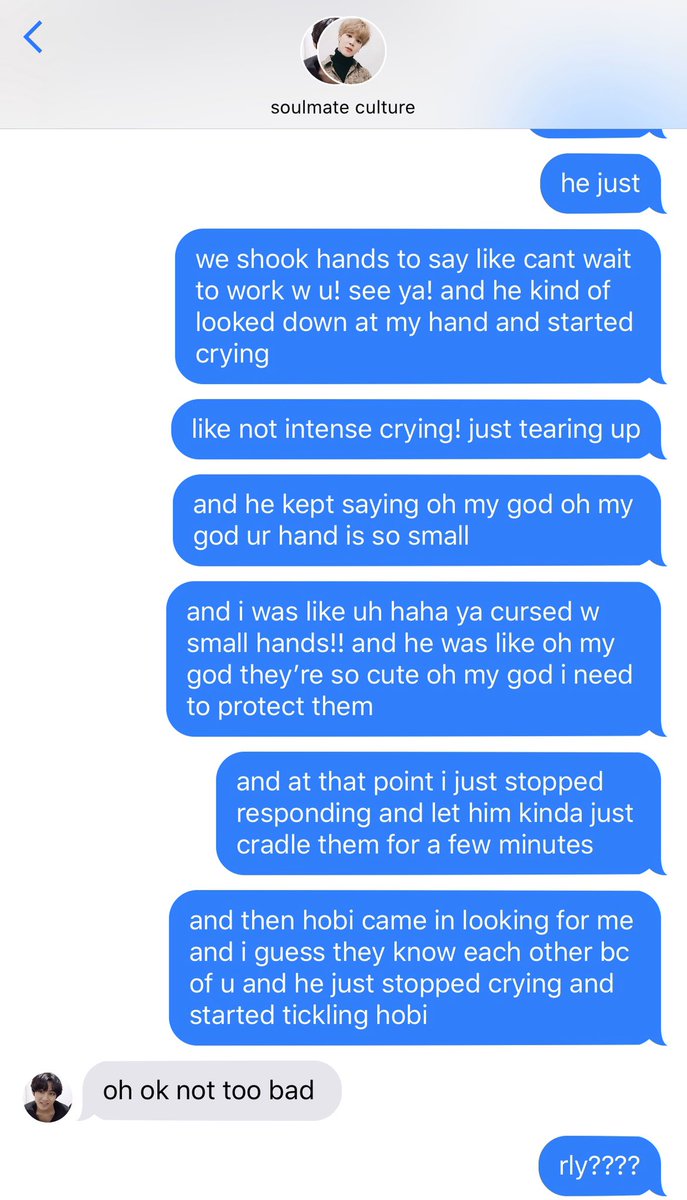 soulmate culture
he just
we shook hands to say like cant wait
to work w u! see ya! and he kind of
looked down at my hand and started
crying
like not intense crying! just tearing up
and he kept saying oh my god oh my
god ur hand is so small
and i was like uh haha ya cursed w
small hands!! and he was like oh my
god they’re so cute oh my god i need
to protect them
and at that point i just stopped
responding and let him kinda just
cradle them for a few minutes
and then hobi came in looking for me
and i guess they know each other bc
of u and he just stopped crying and
started tickling hobi
oh ok not too bad
rly????